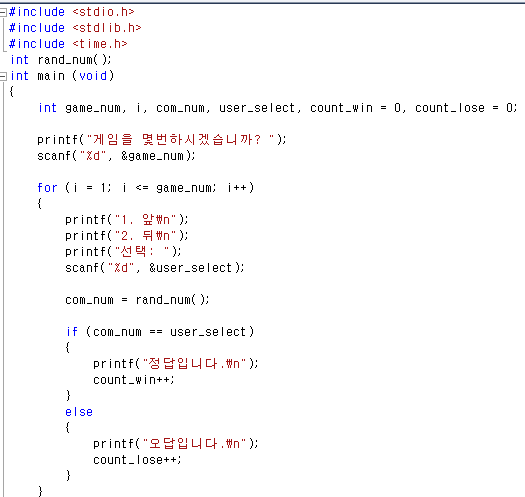 #include <stdio.h>
#include <stdlib.h>
#include <time.h>
int rand_num();
int main (void)
{
int game_num, i, com_num, user_select, count_win = 0, count_lose = 0;
printf("게임을 몇번하시겠습니까? ");
scanf("%d", &game_num);
for (i = 1; i <= game_num; i++)
{
printf("1. 앞₩n");
printf("2. 뒤₩n");
printf("선택: ");
scanf("%d", &user_select);
com_num = rand_num();
if (com_num == user_select)
{
printf("정답입니다.₩n");
count_win++;
}
else
{
printf("오답입니다.₩n");
count_lose++;
}
}